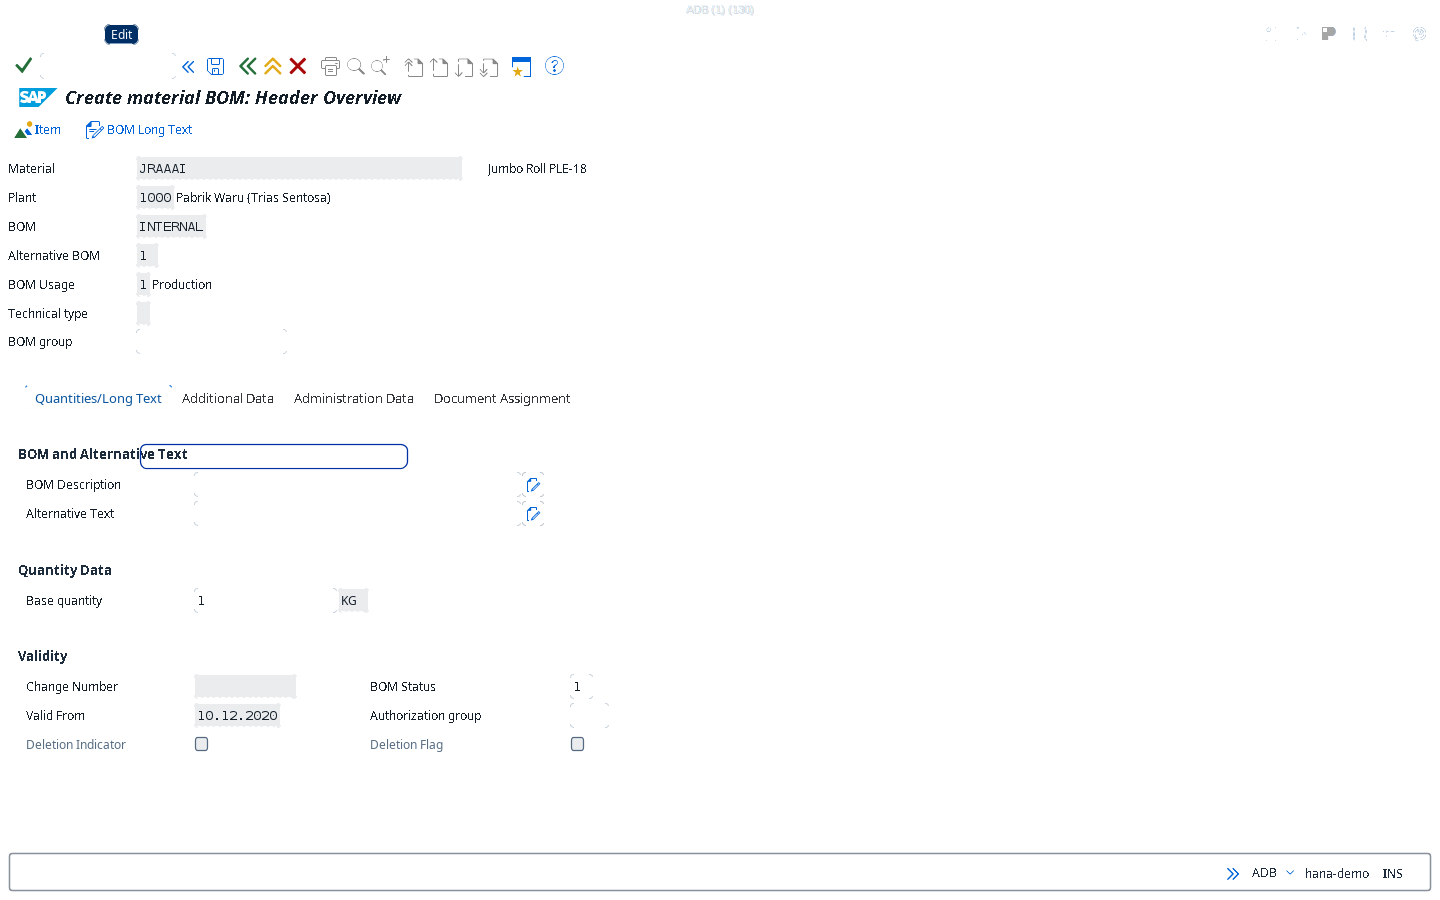 ADB (1) (130)
Edit
SAP Create material BOM: Header Overview
Item BOM Long Text
Material JRAAAI Jumbo Roll PLE-18
Plant 1000 Pabrik Waru (Trias Sentosa)
BOM INTERNAL
Alternative BOM 1
BOM Usage 1 Production
Technical type
BOM group
Quantities/Long Text Additional Data Administration Data Document Assignment
BOM and Alternative Text
BOM Description
Alternative Text
Quantity Data
Base quantity 1 KG
Validity
Change Number BOM Status 1
Valid From 10.12.2020 Authorization group
Deletion Indicator Deletion Flag
ADB hana-demo INS